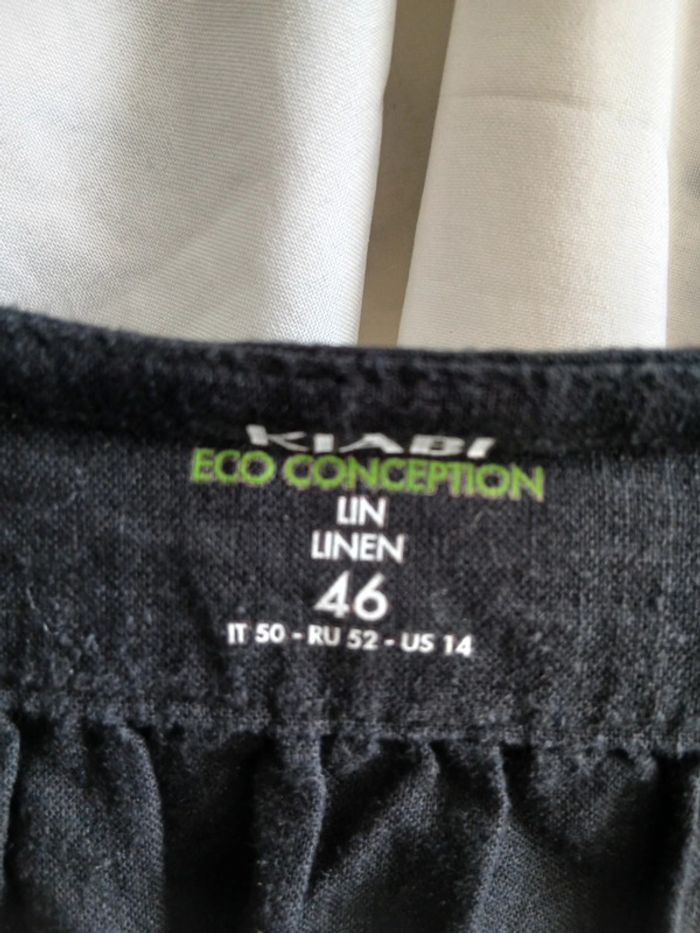 KIABI
ECO CONCEPTION
LIN
LINEN
46
IT 50 - RU 52 - US 14